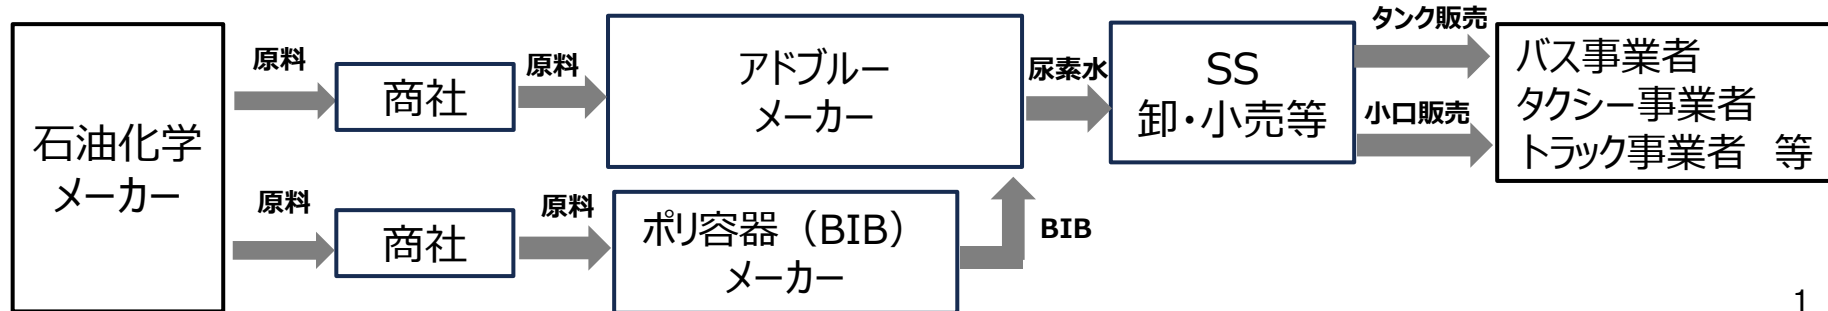 石油化学
メーカー
原料
商社
原料
アドブルー
メーカー
尿素水
SS
卸・小売等
タンク販売
小口販売
バス事業者
タクシー事業者
トラック事業者　等
原料
商社
原料
ポリ容器（BIB）
メーカー
BIB
1